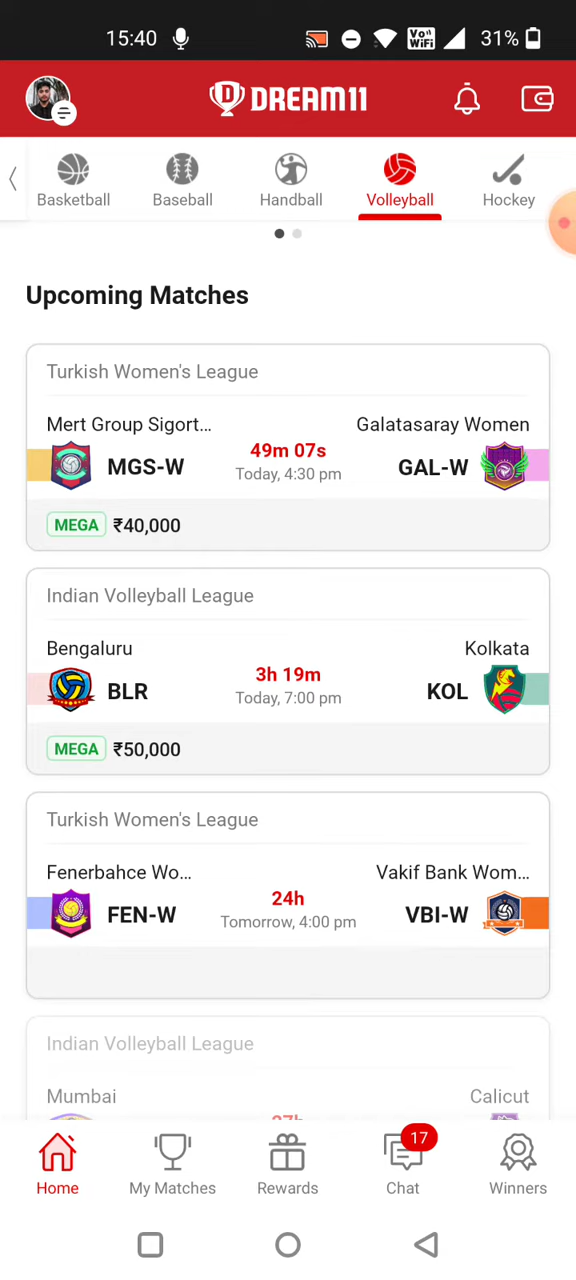 15:40
Vo WiFi
31%
DREAM11
Basketball
Baseball
Handball
Volleyball
Hockey
Upcoming Matches
Turkish Women's League
Mert Group Sigort...
Galatasaray Women
MGS-W
49m 07s
GAL-W
Today, 4:30 pm
MEGA ₹40,000
Indian Volleyball League
Bengaluru
Kolkata
BLR
3h 19m
KOL
Today, 7:00 pm
MEGA ₹50,000
Turkish Women's League
Fenerbahce Wo...
Vakif Bank Wom...
FEN-W
24h
VBI-W
Tomorrow, 4:00 pm
Indian Volleyball League
Mumbai
Calicut
17
Home
My Matches
Rewards
Chat
Winners